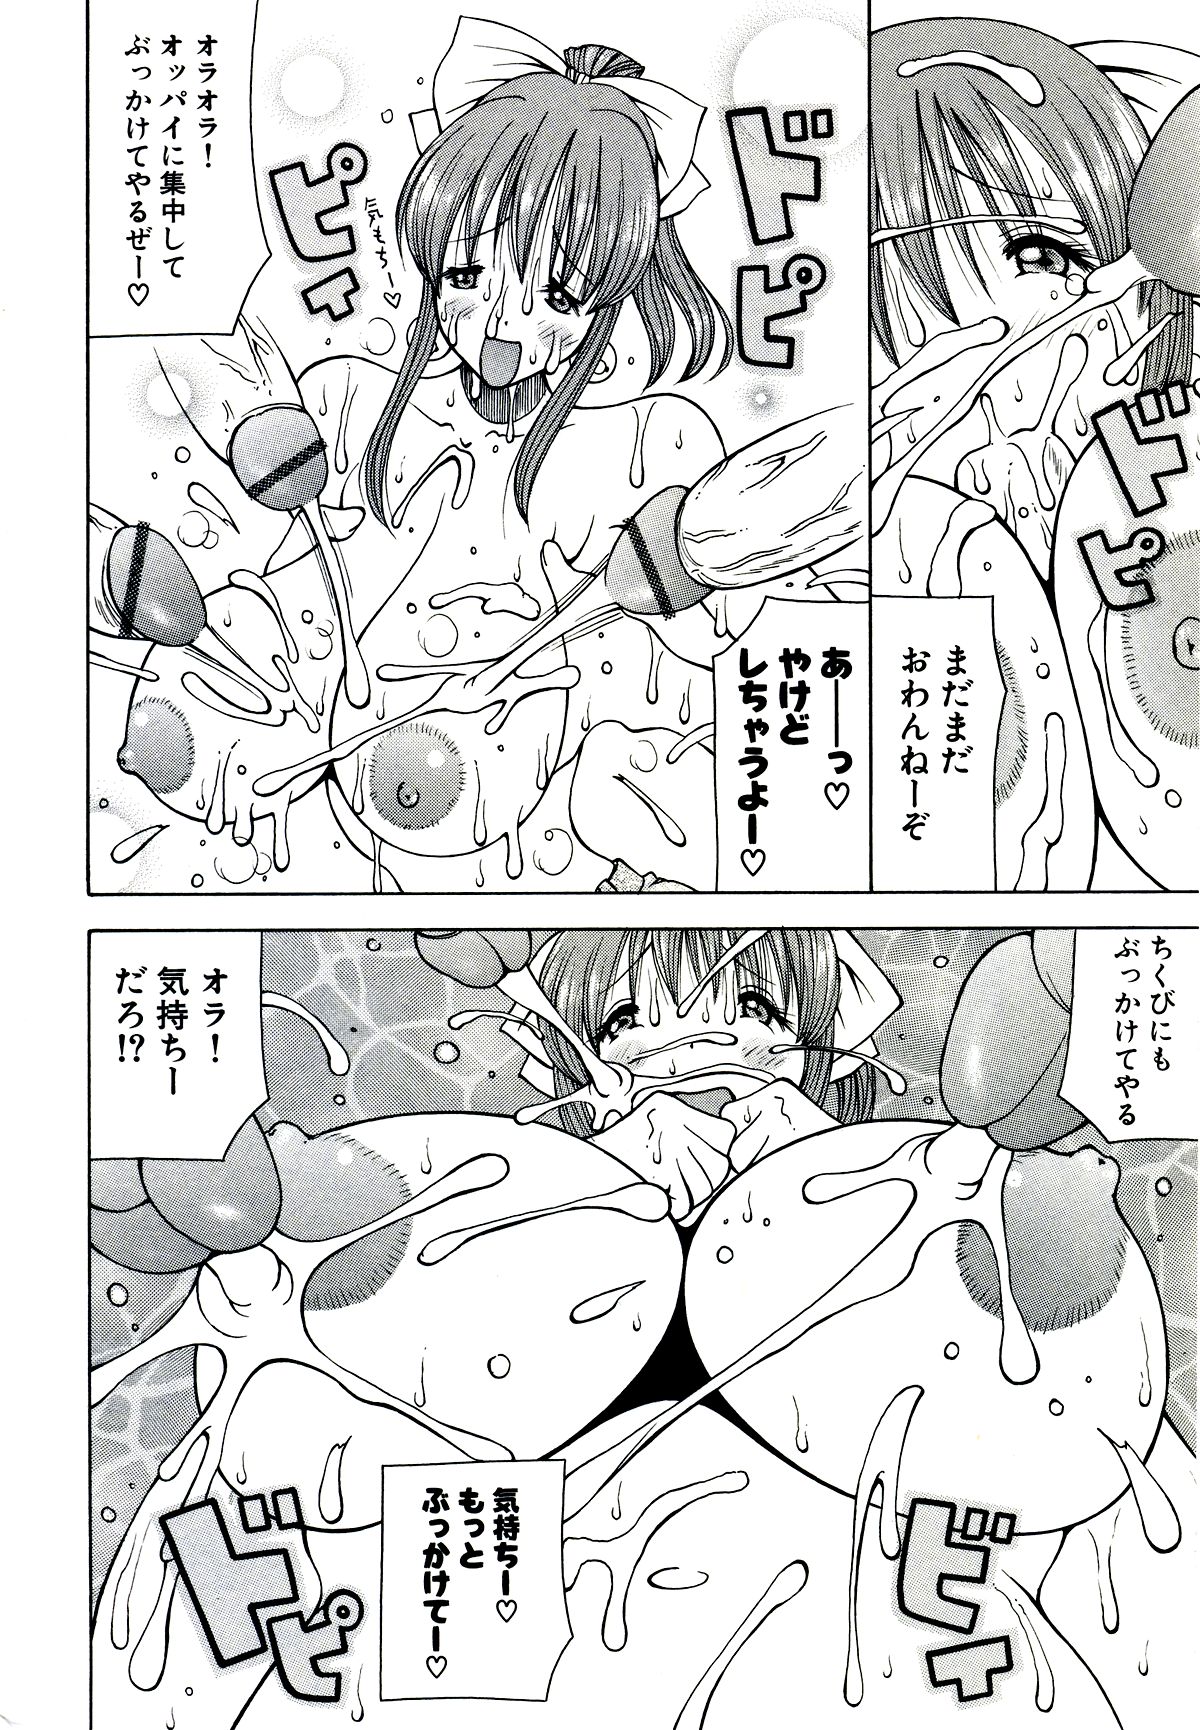 まだまだ
おわんねーぞ
ドピ
あーーっ♡
やけど
しちゃうよー♡
ドピ
気もちー♡
ピィ
オラオラ！
オッパイに集中して
ぶっかけてやるぜー♡
ちくびにも
ぶっかけてやる
オラ！
気持ちー
だろ!?
気持ちー♡
もっと
ぶっかけてー♡
ビィ
ドピ